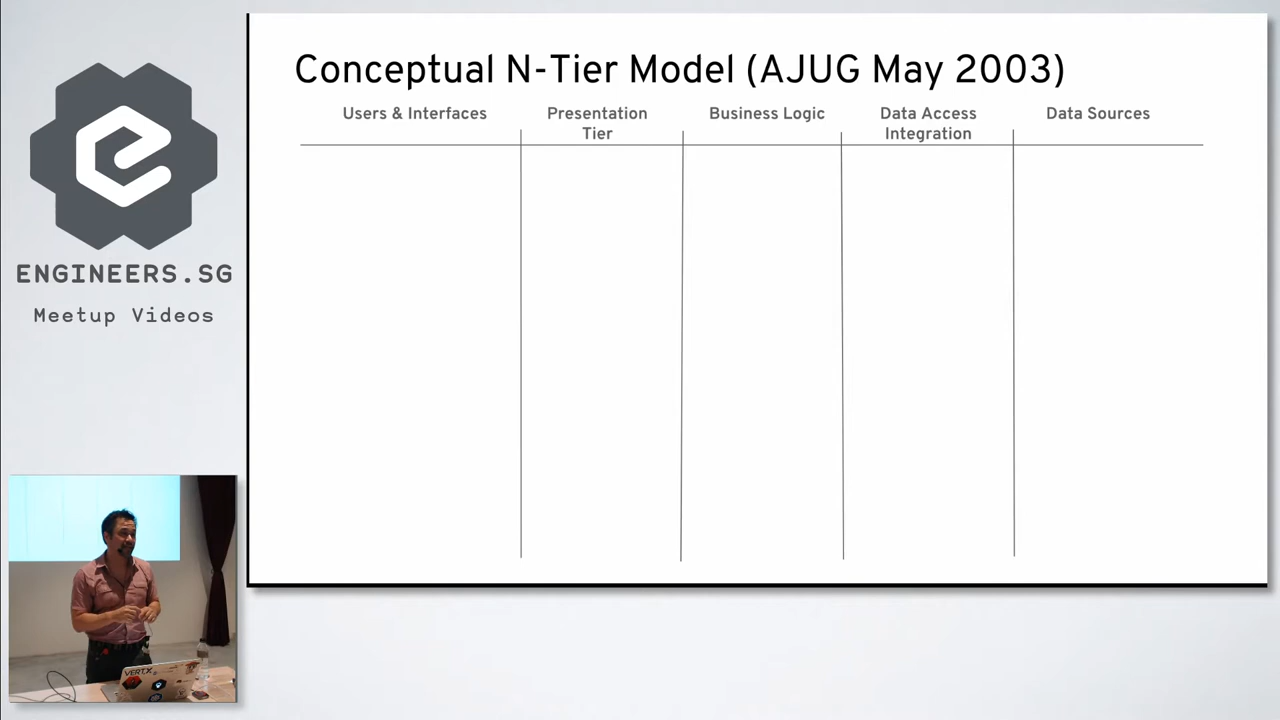 Conceptual N-Tier Model (AJUG May 2003)
Users & Interfaces
Presentation
Tier
Business Logic
Data Access
Integration
Data Sources
ENGINEERS.SG
Meetup Videos
VERT.X